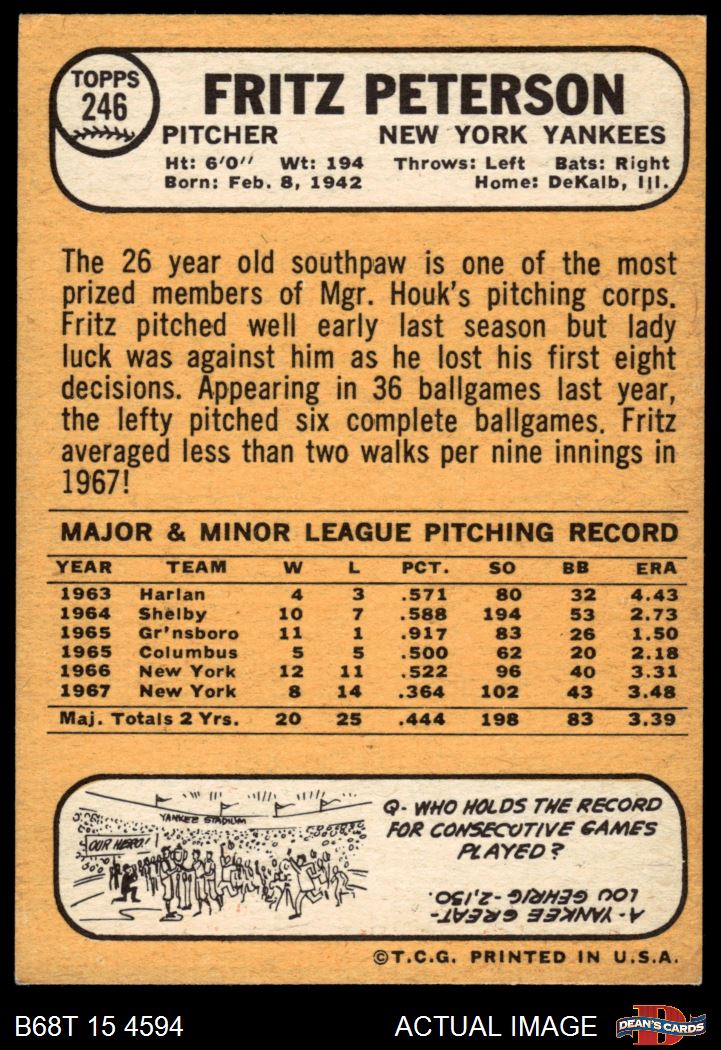 TOPPS
246
FRITZ PETERSON
PITCHER NEW YORK YANKEES
Ht: 6'0'' Wt: 194 Throws: Left Bats: Right
Born: Feb. 8, 1942 Home: DeKalb, Ill.
The 26 year old southpaw is one of the most
prized members of Mgr. Houk's pitching corps.
Fritz pitched well early last season but lady
luck was against him as he lost his first eight
decisions. Appearing in 36 ballgames last year,
the lefty pitched six complete ballgames. Fritz
averaged less than two walks per nine innings in
1967!
MAJOR & MINOR LEAGUE PITCHING RECORD
YEAR TEAM W L PCT. SO BB ERA
1963 Harlan 4 3 .571 80 32 4.43
1964 Shelby 10 7 .588 194 53 2.73
1965 Gr'nsboro 11 1 .917 83 26 1.50
1965 Columbus 5 5 .500 62 20 2.18
1966 New York 12 11 .522 96 40 3.31
1967 New York 8 14 .364 102 43 3.48
Maj. Totals 2 Yrs. 20 25 .444 198 83 3.39
YANKEE STADIUM
OUR HERO!
Q- WHO HOLDS THE RECORD
FOR CONSECUTIVE GAMES
PLAYED?
A- YANKEE GREAT-
LOU GEHRIG-2,130.
©T.C.G. PRINTED IN U.S.A.
B68T 15 4594 ACTUAL IMAGE
D
DEAN'S CARDS